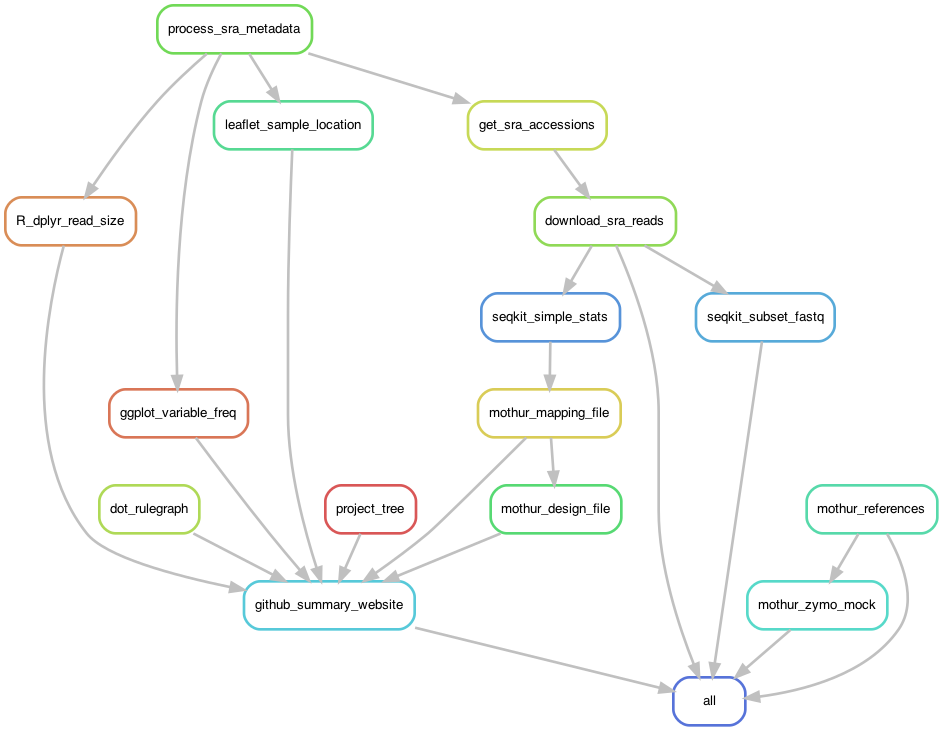 process_sra_metadata
leaflet_sample_location
get_sra_accessions
R_dplyr_read_size
download_sra_reads
seqkit_simple_stats
seqkit_subset_fastq
ggplot_variable_freq
mothur_mapping_file
dot_rulegraph
project_tree
mothur_design_file
mothur_references
github_summary_website
mothur_zymo_mock
all